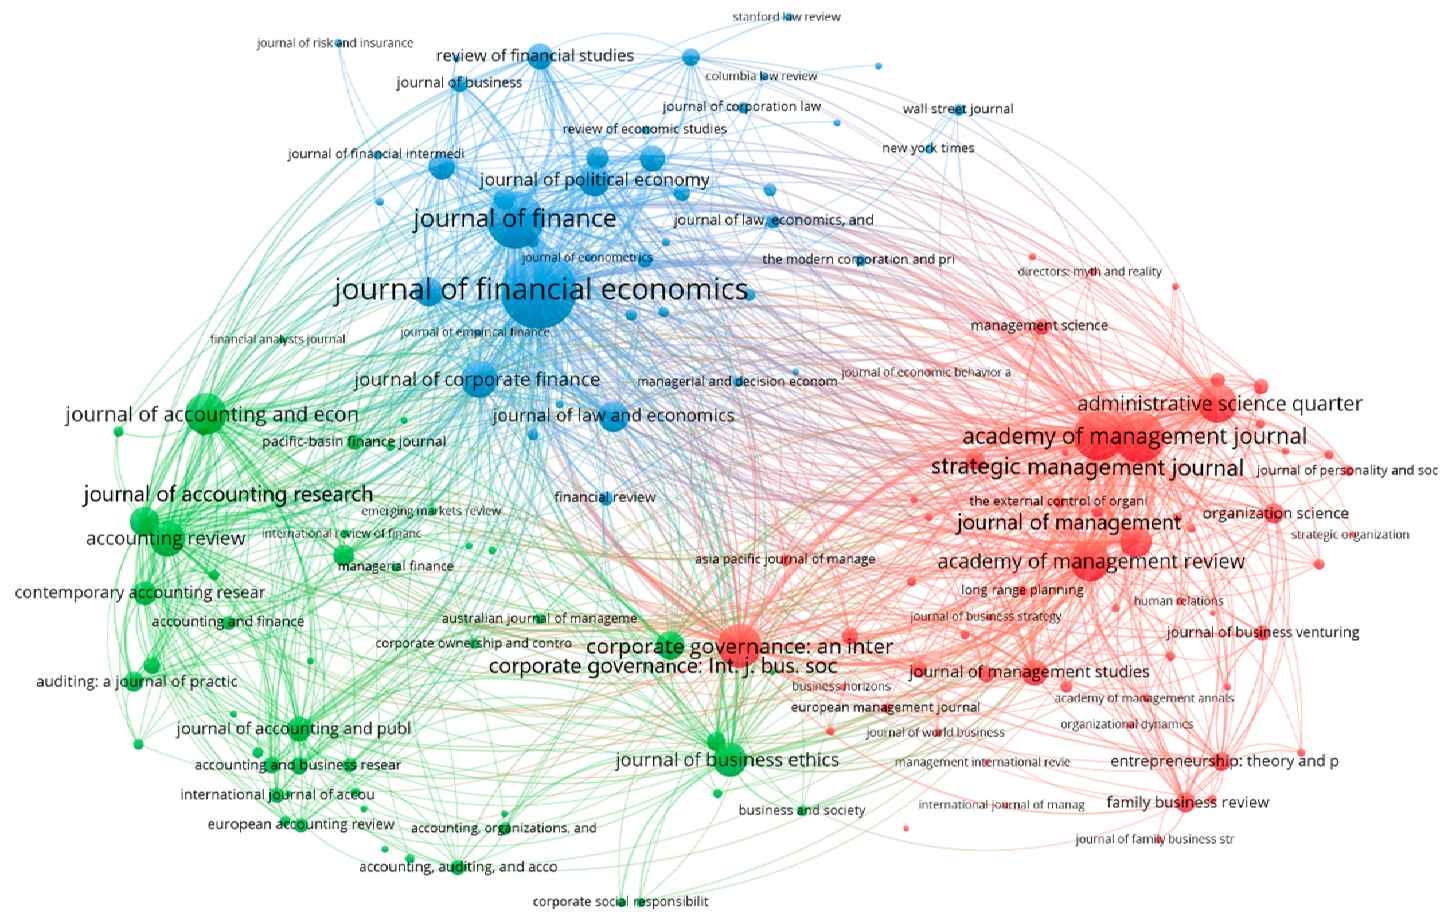 stanford law review
journal of risk and insurance
review of financial studies
columbia law review
journal of business
journal of corporation law
wall street journal
review of economic studies
new york times
journal of financial intermedi
journal of political economy
journal of finance
journal of law, economics, and
journal of econometrics
the modern corporation and pri
directors: myth and reality
journal of financial economics
management science
journal of empirical finance
financial analysts journal
journal of economic behavior a
journal of corporate finance
managerial and decision econom
administrative science quarter
journal of accounting and econ
journal of law and economics
academy of management journal
pacific-basin finance journal
strategic management journal
journal of personality and soc
journal of accounting research
financial review
the external control of organi
emerging markets review
organization science
journal of management
international review of financ
strategic organization
accounting review
asia pacific journal of manage
academy of management review
managerial finance
long range planning
contemporary accounting resear
human relations
australian journal of manageme
journal of business strategy
accounting and finance
journal of business venturing
corporate ownership and contro
corporate governance: an inter
corporate governance: Int. j. bus. soc
journal of management studies
auditing: a journal of practic
business horizons
academy of management annals
european management journal
organizational dynamics
journal of accounting and publ
journal of world business
journal of business ethics
management international revie
entrepreneurship: theory and p
accounting and business resear
international journal of accou
international journal of manag
family business review
business and society
european accounting review
accounting, organizations, and
journal of family business str
accounting, auditing, and acco
corporate social responsibilit